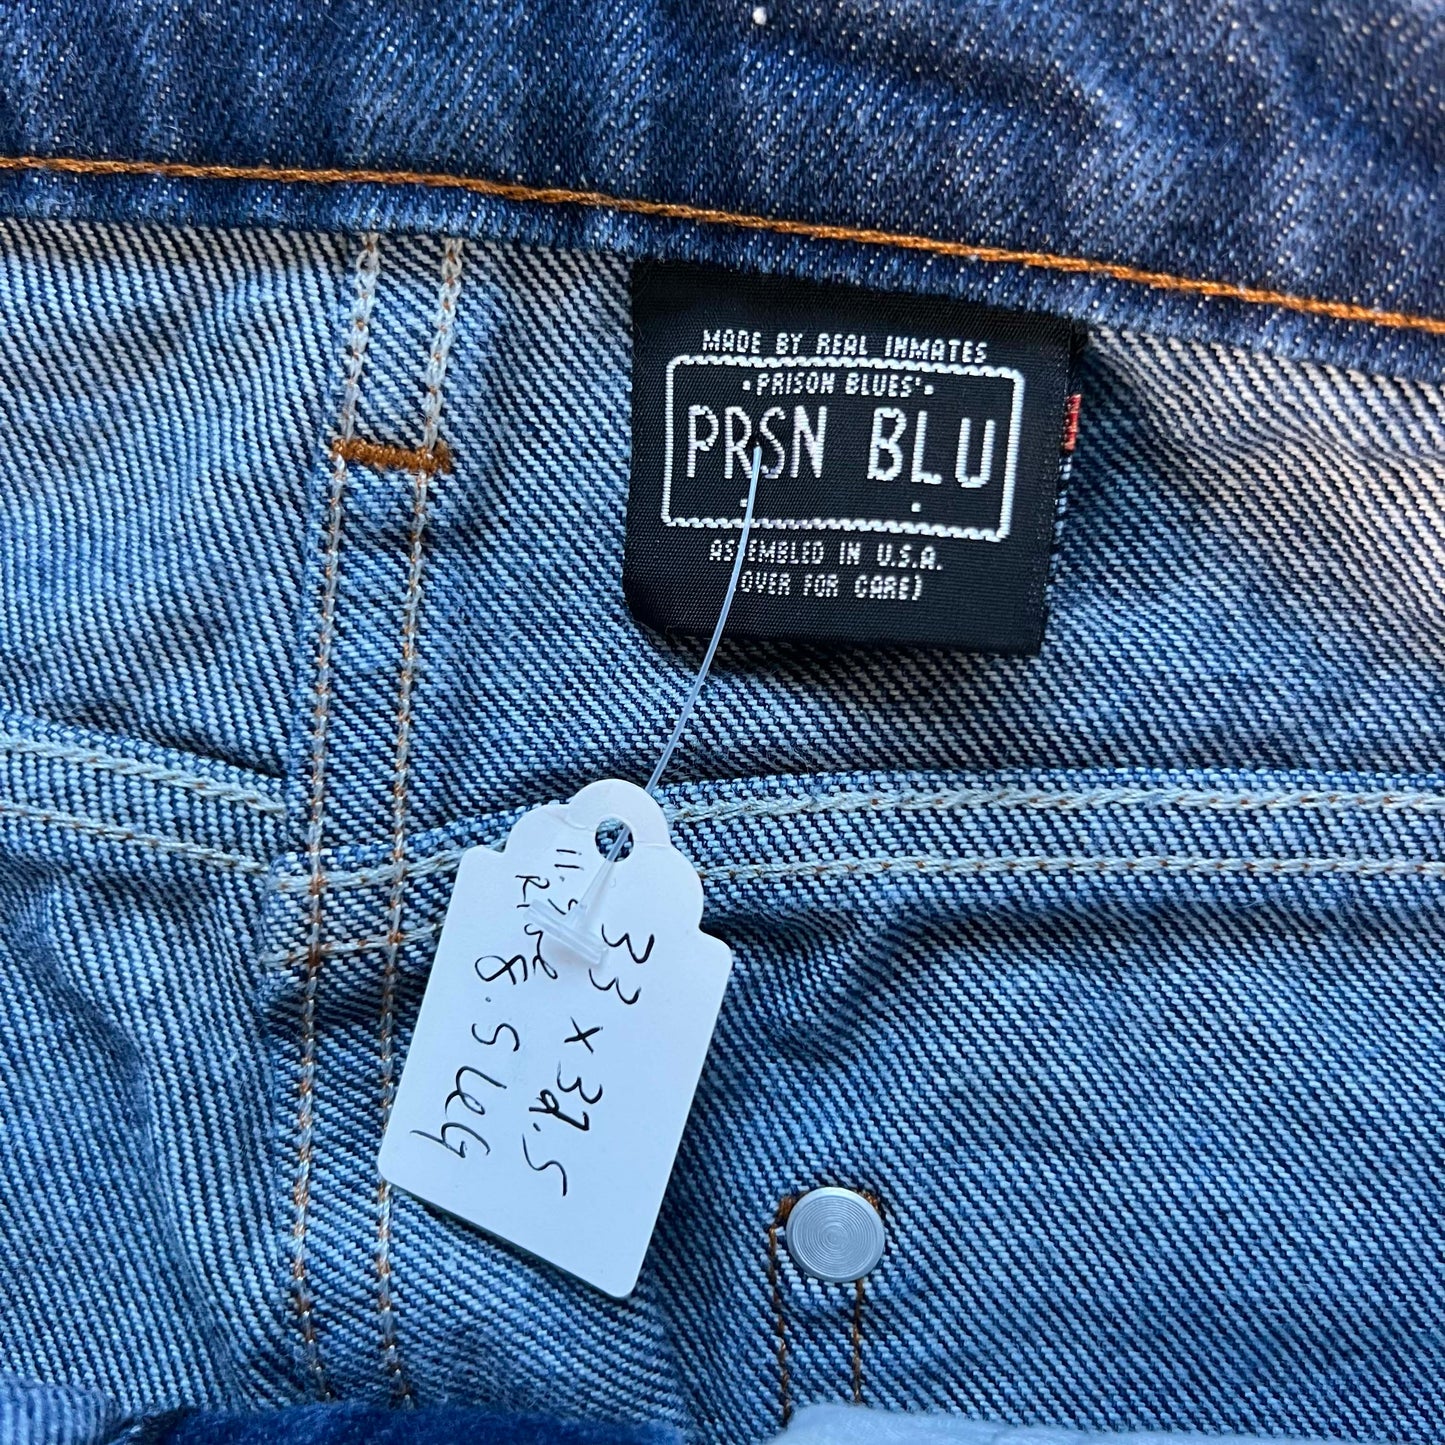 MADE BY REAL INMATES
• PRISON BLUES' •
PRSN BLU
ASSEMBLED IN U.S.A.
(OVER FOR CARE)
33 x 32.5
11.5
Rise
8.5 Leg